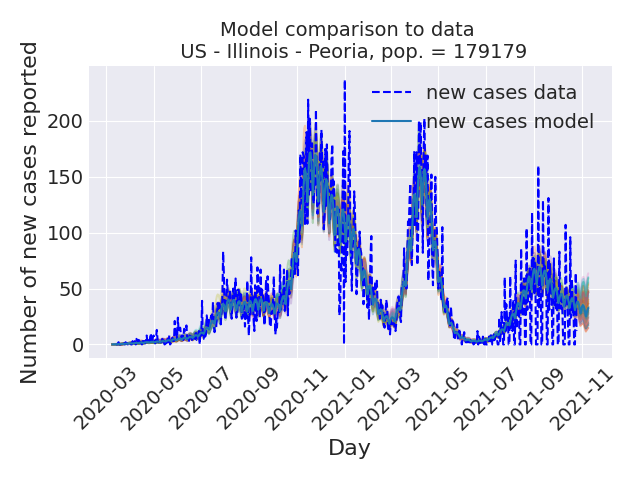 Model comparison to data
US - Illinois - Peoria, pop. = 179179
Number of new cases reported
200
150
100
50
0
new cases data
new cases model
2020-03
2020-05
2020-07
2020-09
2020-11
2021-01
2021-03
2021-05
2021-07
2021-09
2021-11
Day